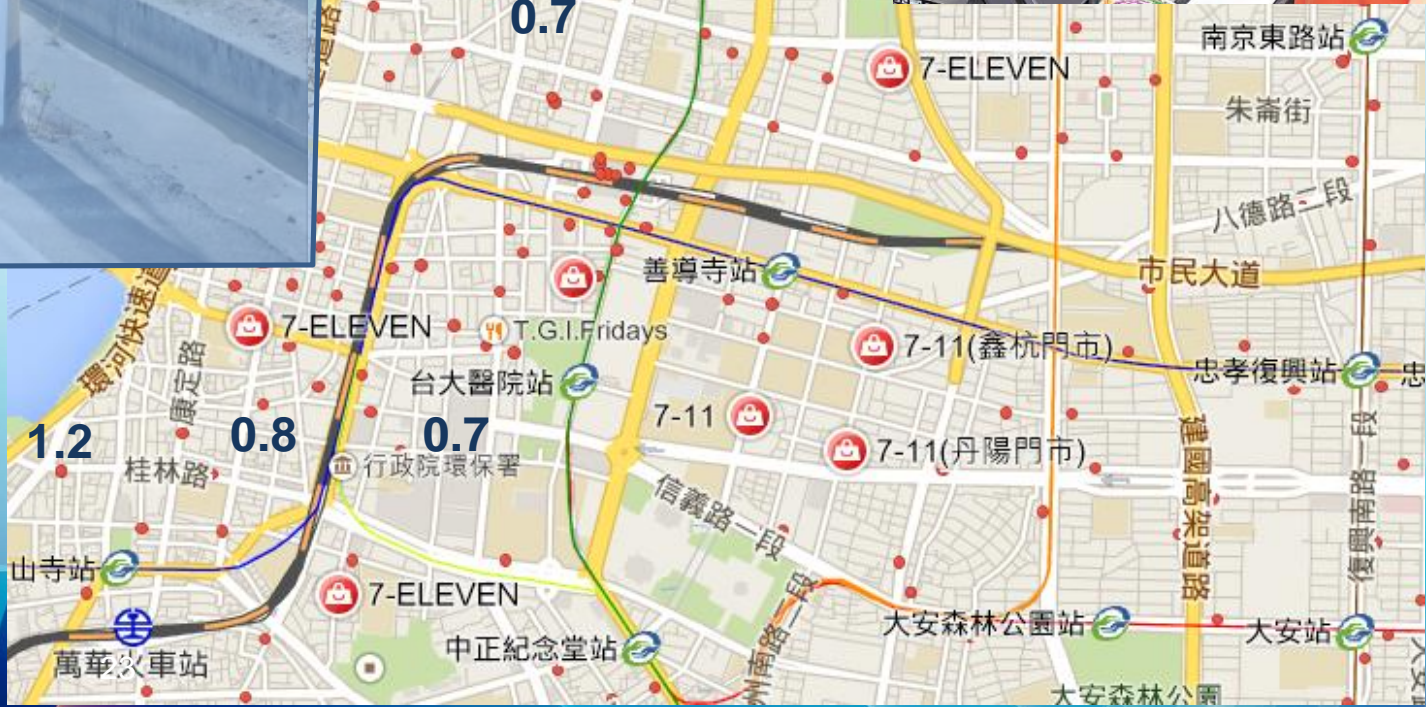 0.7
南京東路站
7-ELEVEN
朱崙街
八德路二段
善導寺站
市民大道
環河快速道
7-ELEVEN
T.G.I.Fridays
7-11(鑫杭門市)
忠孝復興站
忠
康定路
台大醫院站
7-11
7-11(丹陽門市)
1.2
0.8
0.7
桂林路
行政院環保署
建國高架道路
復興南路一段
信義路一段
山寺站
7-ELEVEN
州南路二段
大安森林公園站
大安站
中正紀念堂站
萬華火車站
大安森林公園